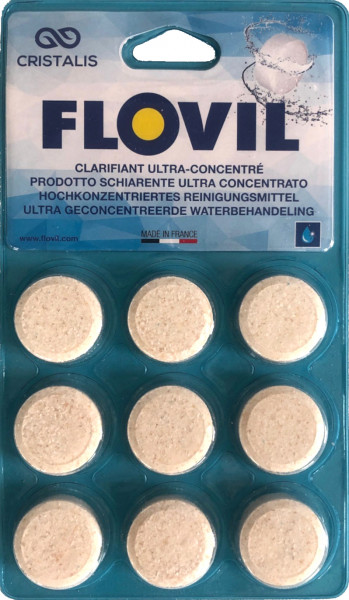 CRISTALIS
FLOVIL
CLARIFIANT ULTRA-CONCENTRÉ
PRODOTTO SCHIARENTE ULTRA CONCENTRATO
HOCHKONZENTRIERTES REINIGUNGSMITTEL
ULTRA GECONCENTREERDE WATERBEHANDELING
www.flovil.com
MADE IN FRANCE